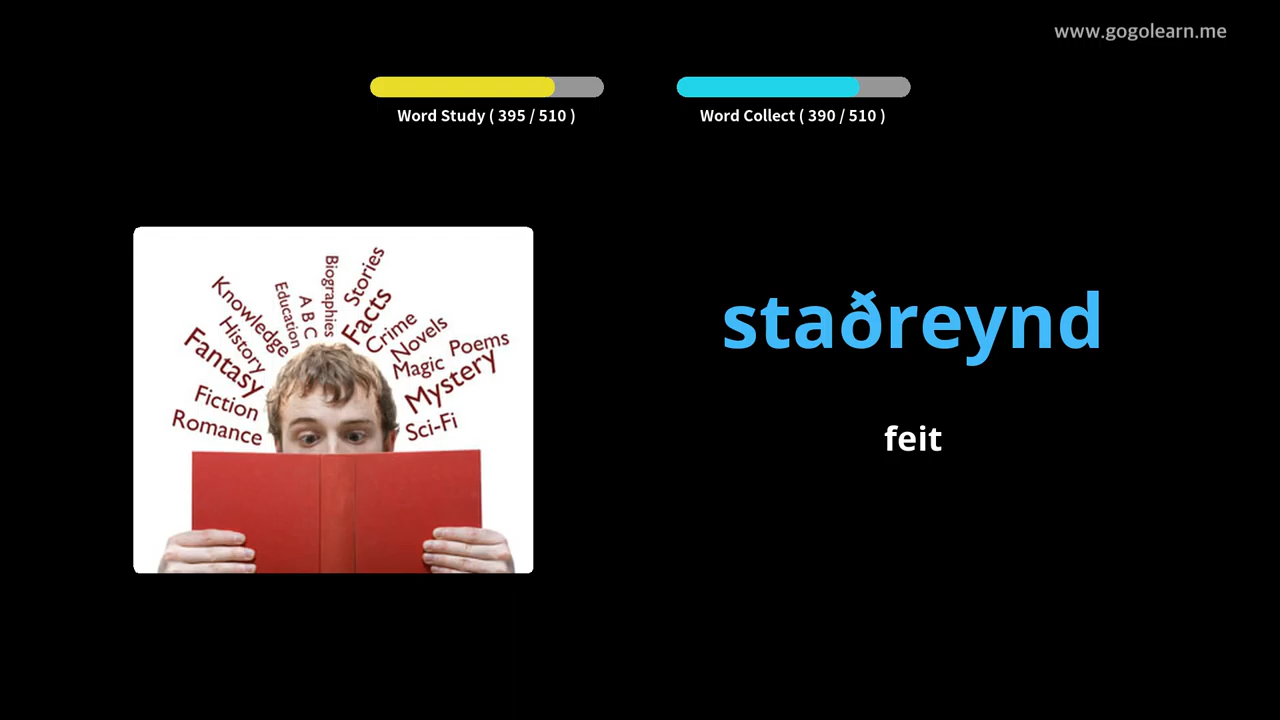 www.gogolearn.me
Word Study ( 395 / 510 )
Word Collect ( 390 / 510 )
Knowledge
Education
A B C
Biographies
Stories
Facts
Crime
Novels
Poems
History
Magic
Fantasy
Mystery
Fiction
Romance
Sci-Fi
staðreynd
feit